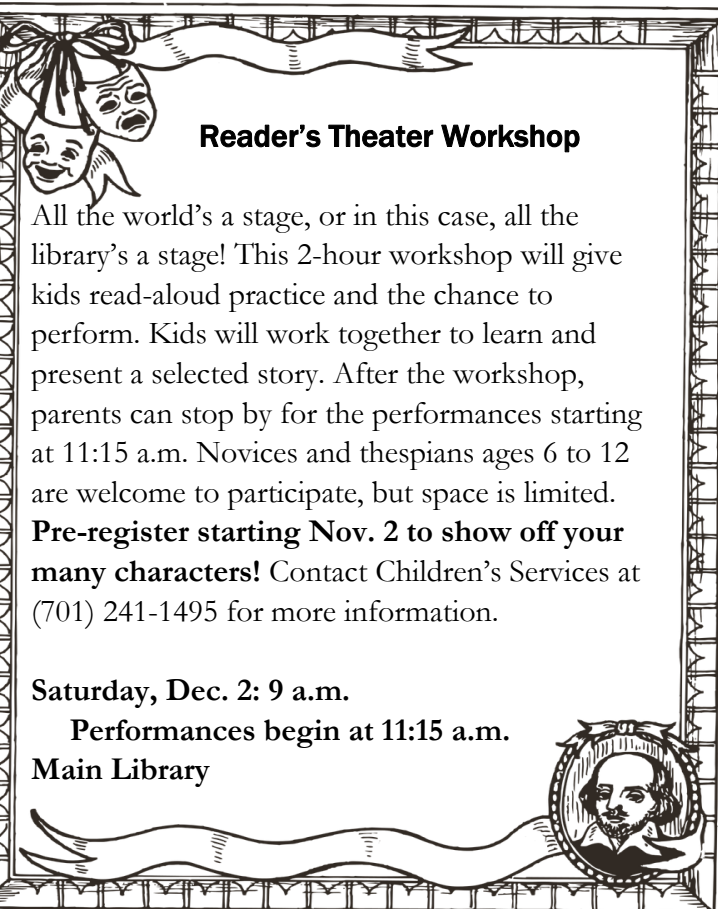 Reader's Theater Workshop
All the world's a stage, or in this case, all the
library's a stage! This 2-hour workshop will give
kids read-aloud practice and the chance to
perform. Kids will work together to learn and
present a selected story. After the workshop,
parents can stop by for the performances starting
at 11:15 a.m. Novices and thespians ages 6 to 12
are welcome to participate, but space is limited.
Pre-register starting Nov. 2 to show off your
many characters! Contact Children's Services at
(701) 241-1495 for more information.
Saturday, Dec. 2: 9 a.m.
Performances begin at 11:15 a.m.
Main Library